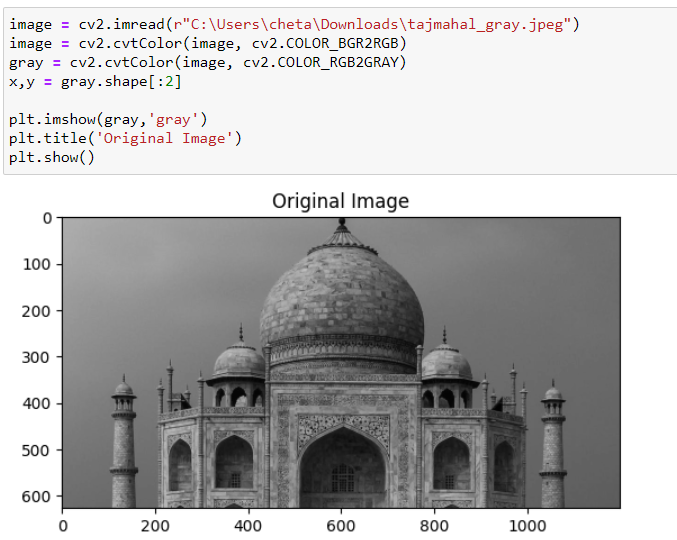 image = cv2.imread(r"C:\Users\cheta\Downloads\tajmahal_gray.jpeg")
image = cv2.cvtColor(image, cv2.COLOR_BGR2RGB)
gray = cv2.cvtColor(image, cv2.COLOR_RGB2GRAY)
x,y = gray.shape[:2]
plt.imshow(gray,'gray')
plt.title('Original Image')
plt.show()
Original Image
0
100
200
300
400
500
600
0 200 400 600 800 1000